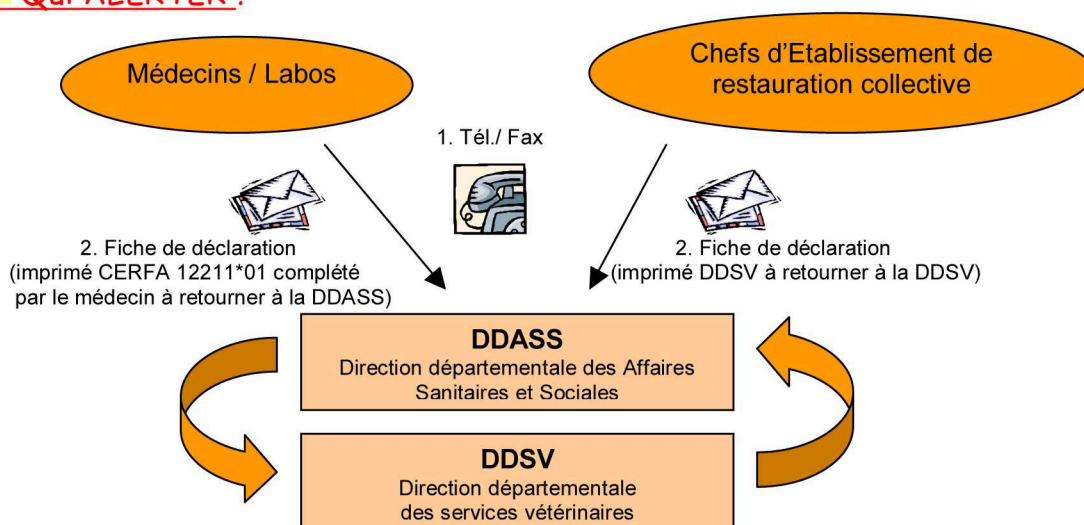 Qui ALERTER ?
Médecins / Labos
Chefs d'Etablissement de
restauration collective
1. Tél./ Fax
2. Fiche de déclaration
(imprimé CERFA 12211*01 complété
par le médecin à retourner à la DDASS)
2. Fiche de déclaration
(imprimé DDSV à retourner à la DDSV)
DDASS
Direction départementale des Affaires
Sanitaires et Sociales
DDSV
Direction départementale
des services vétérinaires